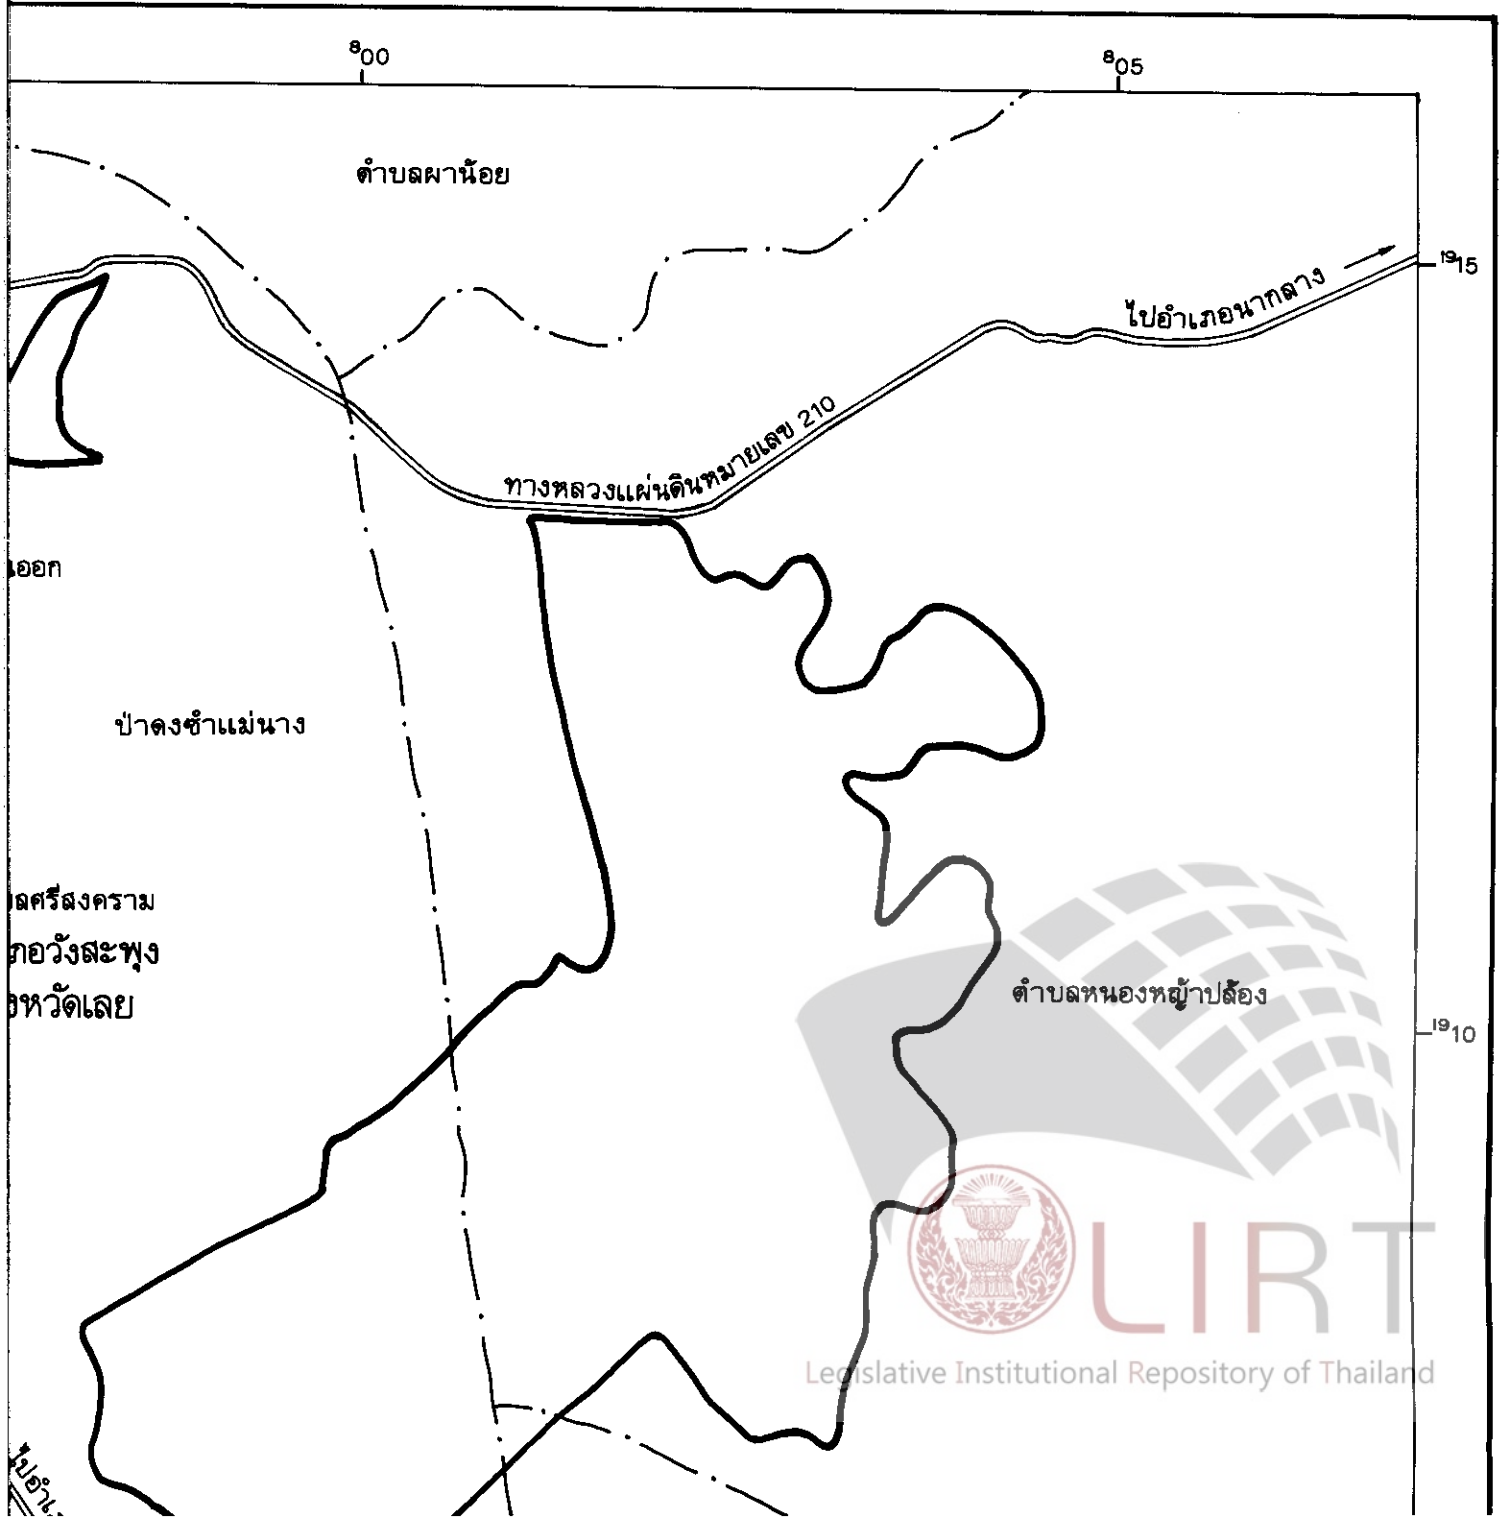 800
805
ตำบลผาน้อย
1915
ไปอำเภอนากลาง
ทางหลวงแผ่นดินหมายเลข 210
ออก
ป่าดงซำแม่นาง
ลศรีสงคราม
ภอวังสะพุง
งหวัดเลย
ตำบลหนองหญ้าปล้อง
1910
LIRT
Legislative Institutional Repository of Thailand
ไปอำเ